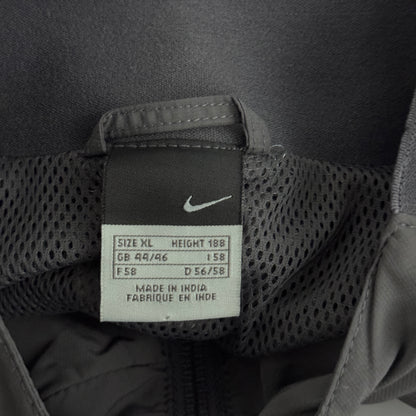 SIZE XL HEIGHT 188
GB 44/46 I 58
F 58 D 56/58
MADE IN INDIA
FABRIQUE EN INDE